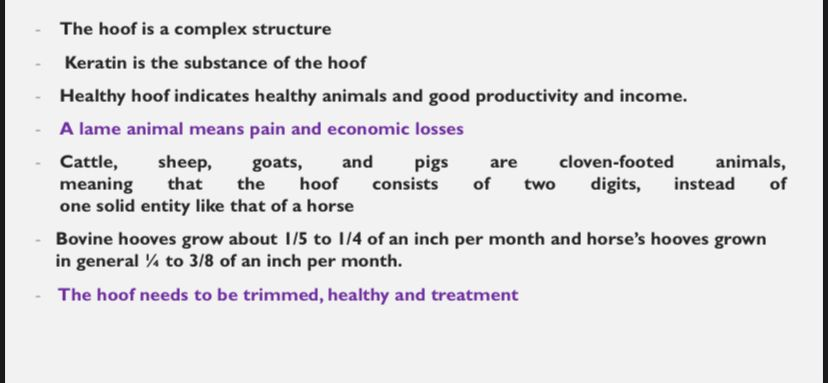 - The hoof is a complex structure
- Keratin is the substance of the hoof
- Healthy hoof indicates healthy animals and good productivity and income.
- A lame animal means pain and economic losses
- Cattle, sheep, goats, and pigs are cloven-footed animals,
meaning that the hoof consists of two digits, instead of
one solid entity like that of a horse
- Bovine hooves grow about 1/5 to 1/4 of an inch per month and horse's hooves grown
in general ¼ to 3/8 of an inch per month.
- The hoof needs to be trimmed, healthy and treatment